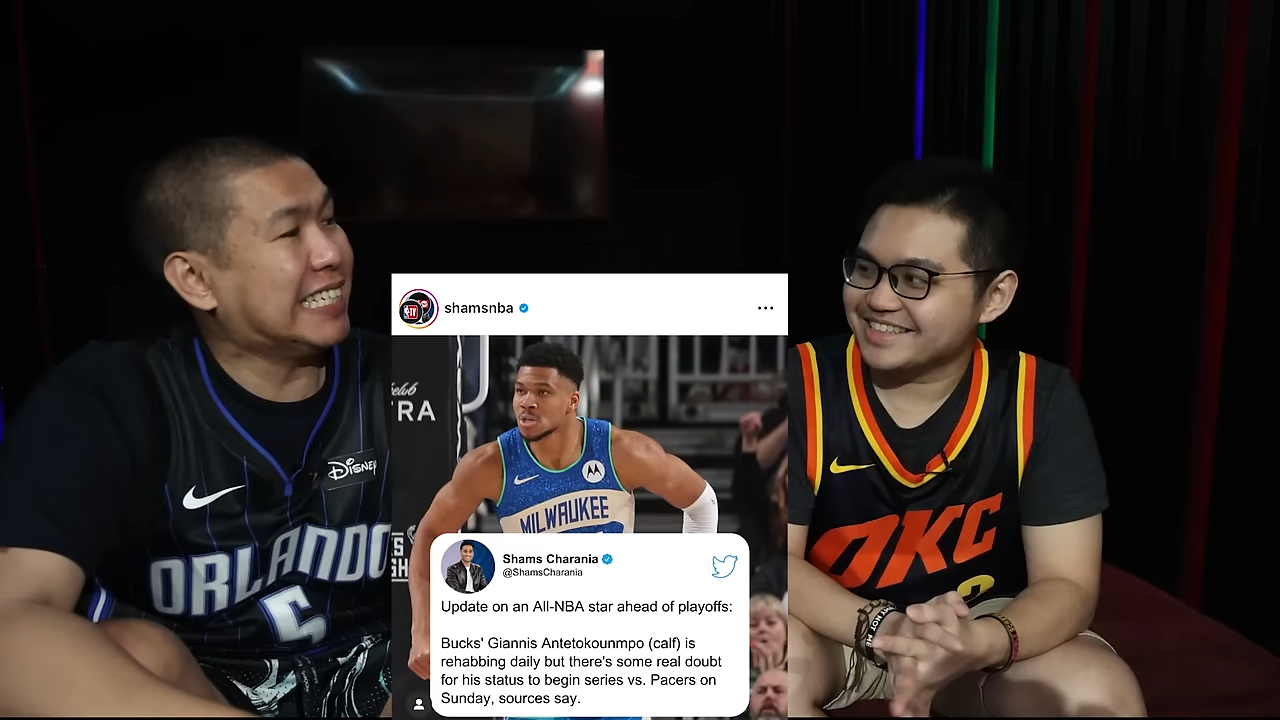 shamsnba
TRA
DISNEY
MILWAUKEE
ORLANDO
5
OKC
Shams Charania
@ShamsCharania
Update on an All-NBA star ahead of playoffs:
Bucks' Giannis Antetokounmpo (calf) is
rehabbing daily but there's some real doubt
for his status to begin series vs. Pacers on
Sunday, sources say.